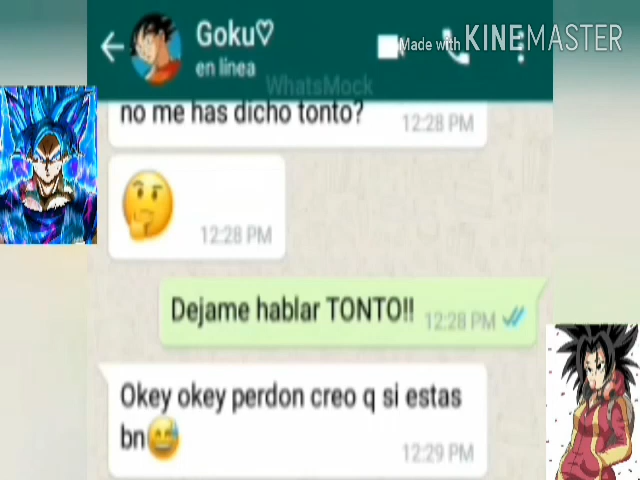 Goku♡
Made with KINEMASTER
en linea
WhatsMock
no me has dicho tonto?
12:28 PM
🤔
12:28 PM
Dejame hablar TONTO!!
12:28 PM
Okey okey perdon creo q si estas
bn😅
12:29 PM